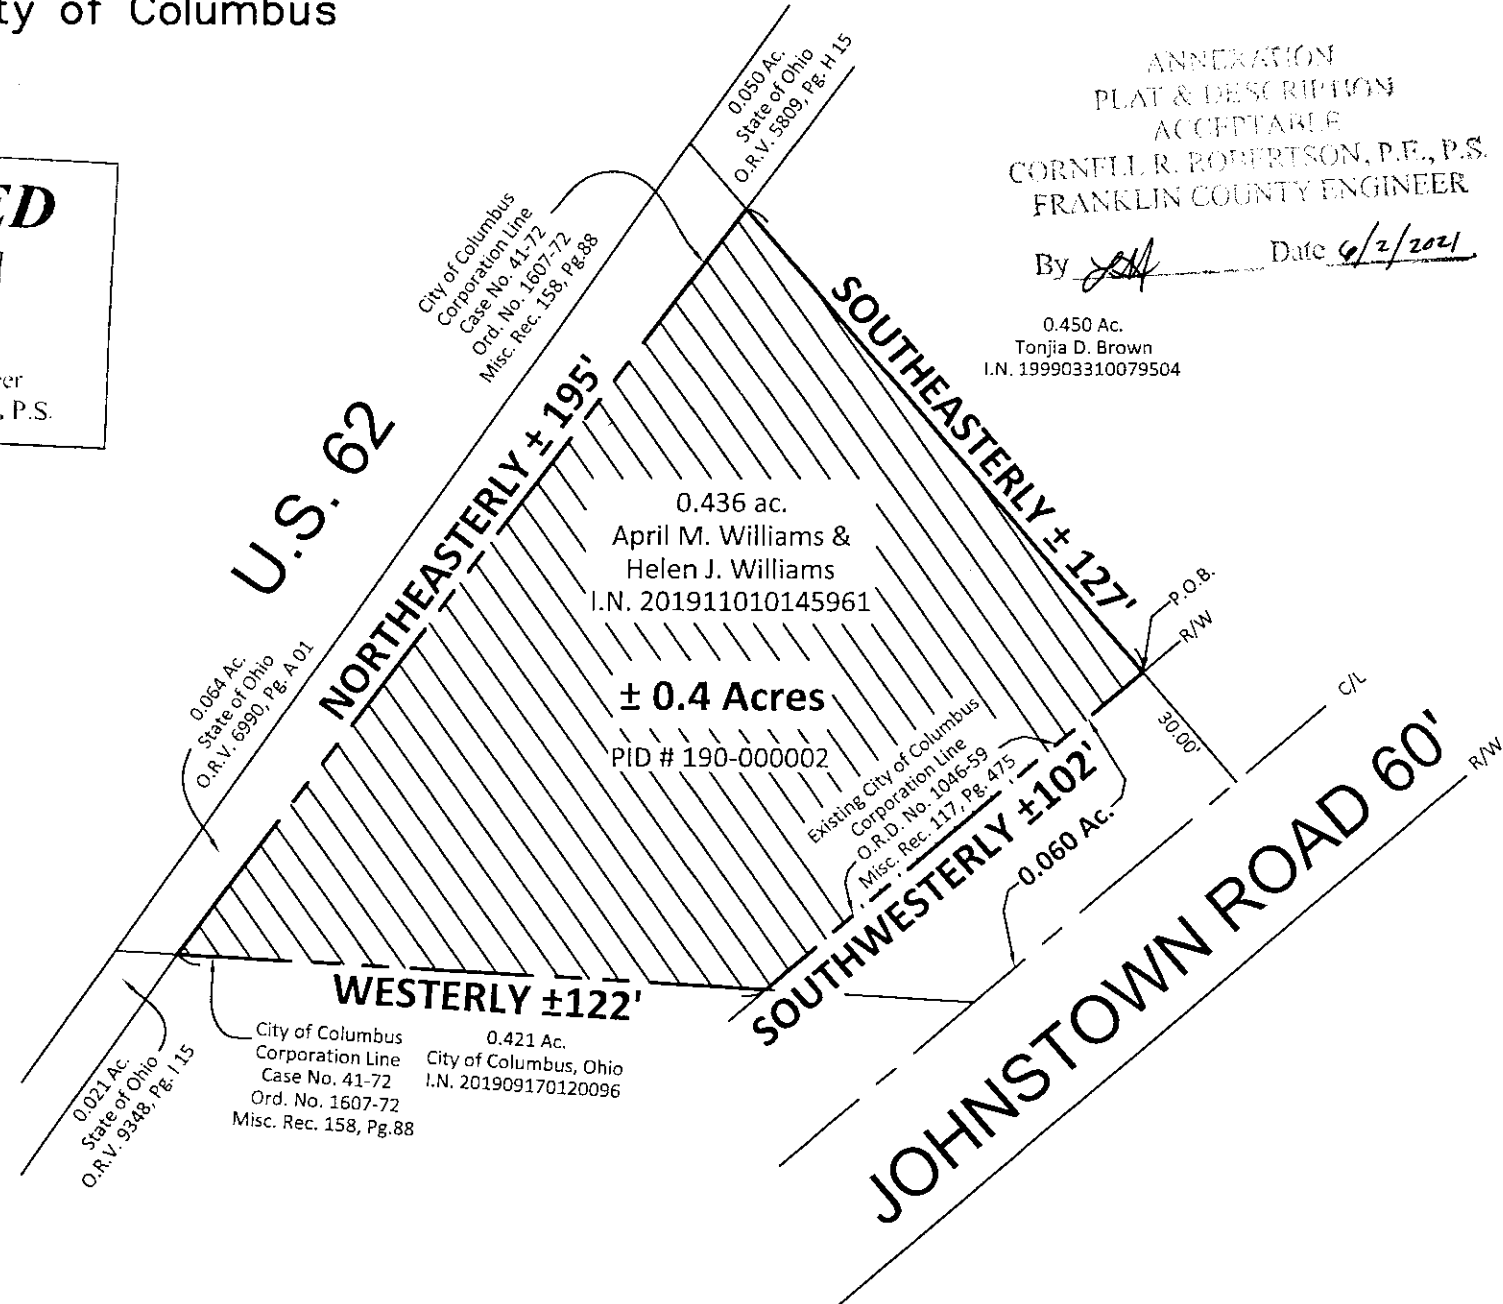 ty of Columbus
ED
er
, P.S.
0.050 Ac.
State of Ohio
O.R.V. 5809, Pg. H 15
ANNEXATION
PLAT & DESCRIPTION
ACCEPTABLE
CORNELL R. ROBERTSON, P.E., P.S.
FRANKLIN COUNTY ENGINEER
By
Date 6/2/2021
0.450 Ac.
Tonjia D. Brown
I.N. 199903310079504
City of Columbus
Corporation Line
Case No. 41-72
Ord. No. 1607-72
Misc. Rec. 158, Pg.88
U.S. 62
NORTHEASTERLY ± 195'
SOUTHEASTERLY ± 127'
0.436 ac.
April M. Williams &
Helen J. Williams
I.N. 201911010145961
± 0.4 Acres
PID # 190-000002
P.O.B.
R/W
C/L
30.00'
R/W
0.064 Ac.
State of Ohio
O.R.V. 6990, Pg. A 01
Existing City of Columbus
Corporation Line
O.R.D. No. 1046-59
Misc. Rec. 117, Pg. 475
SOUTHWESTERLY ±102'
0.060 Ac.
JOHNSTOWN ROAD 60'
WESTERLY ±122'
City of Columbus
Corporation Line
Case No. 41-72
Ord. No. 1607-72
Misc. Rec. 158, Pg.88
0.421 Ac.
City of Columbus, Ohio
I.N. 201909170120096
0.021 Ac.
State of Ohio
O.R.V. 9348, Pg. I 15